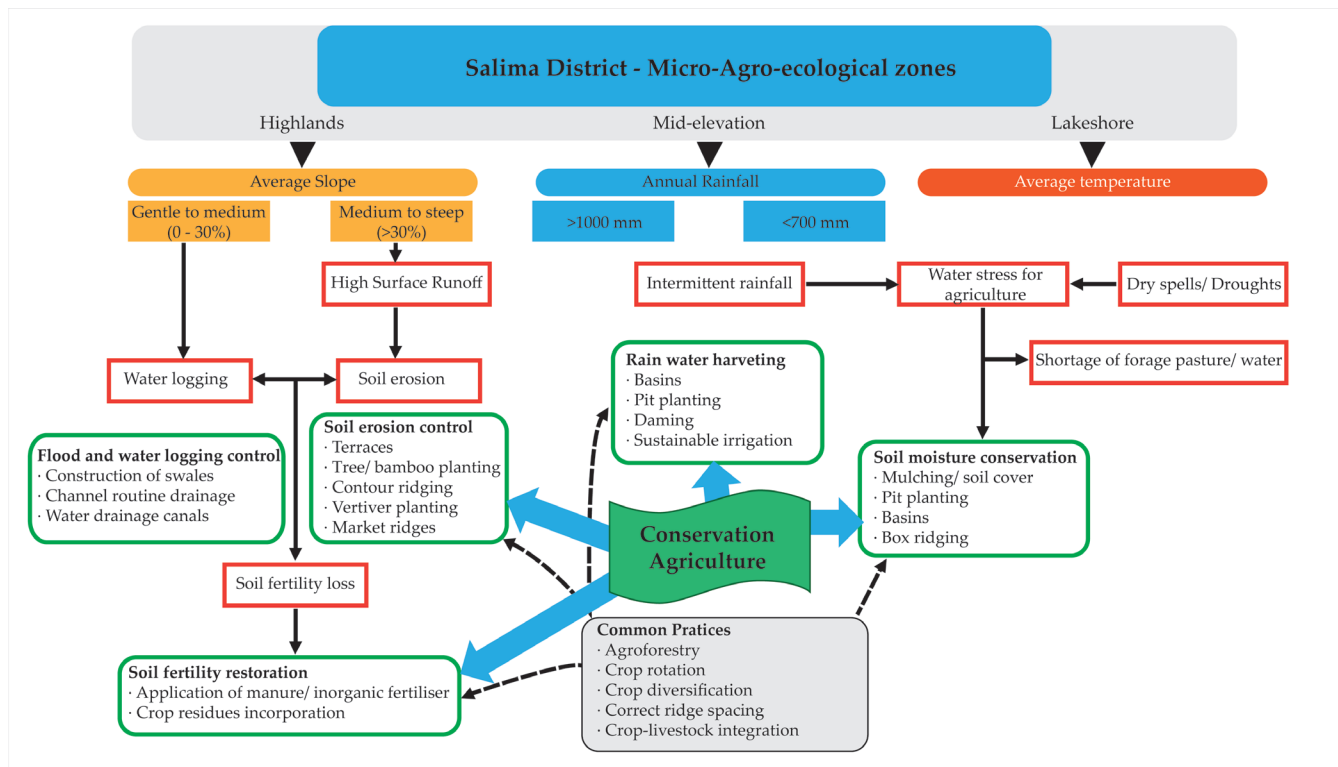 Salima District - Micro-Agro-ecological zones
Highlands
Mid-elevation
Lakeshore
Average Slope
Annual Rainfall
Average temperature
Gentle to medium
(0 - 30%)
Medium to steep
(>30%)
>1000 mm
<700 mm
High Surface Runoff
Intermittent rainfall
Water stress for
agriculture
Dry spells/ Droughts
Water logging
Soil erosion
Rain water harveting
· Basins
· Pit planting
· Daming
· Sustainable irrigation
Shortage of forage pasture/ water
Flood and water logging control
· Construction of swales
· Channel routine drainage
· Water drainage canals
Soil erosion control
· Terraces
· Tree/ bamboo planting
· Contour ridging
· Vertiver planting
· Market ridges
Soil moisture conservation
· Mulching/ soil cover
· Pit planting
· Basins
· Box ridging
Conservation
Agriculture
Soil fertility loss
Soil fertility restoration
· Application of manure/ inorganic fertiliser
· Crop residues incorporation
Common Pratices
· Agroforestry
· Crop rotation
· Crop diversification
· Correct ridge spacing
· Crop-livestock integration